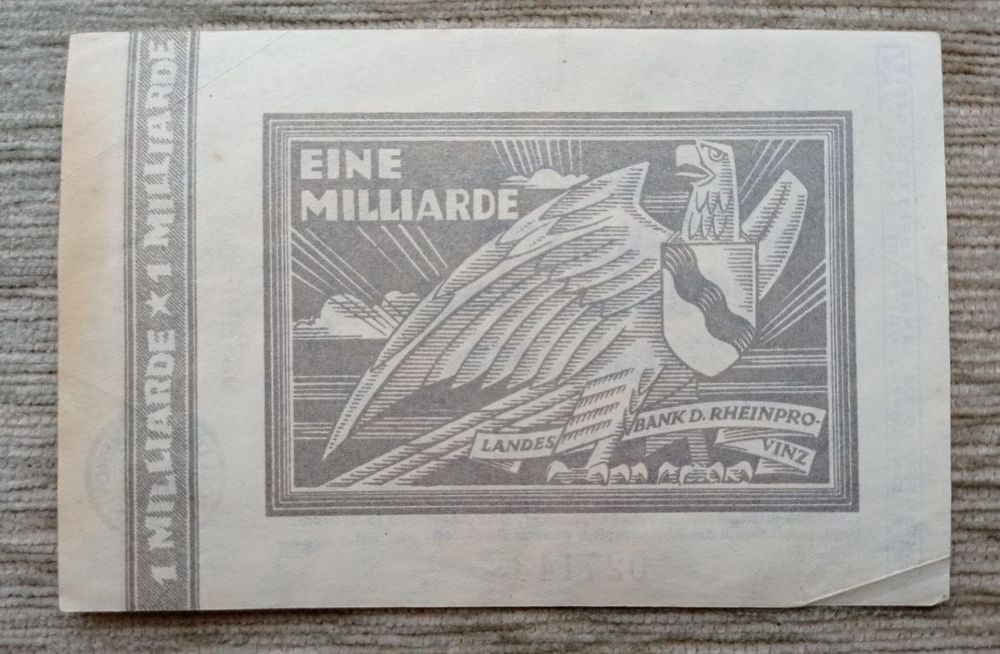 1 MILLIARDE ★ 1 MILLIARDE
EINE
MILLIARDE
LANDES
BANK D. RHEINPRO-
VINZ